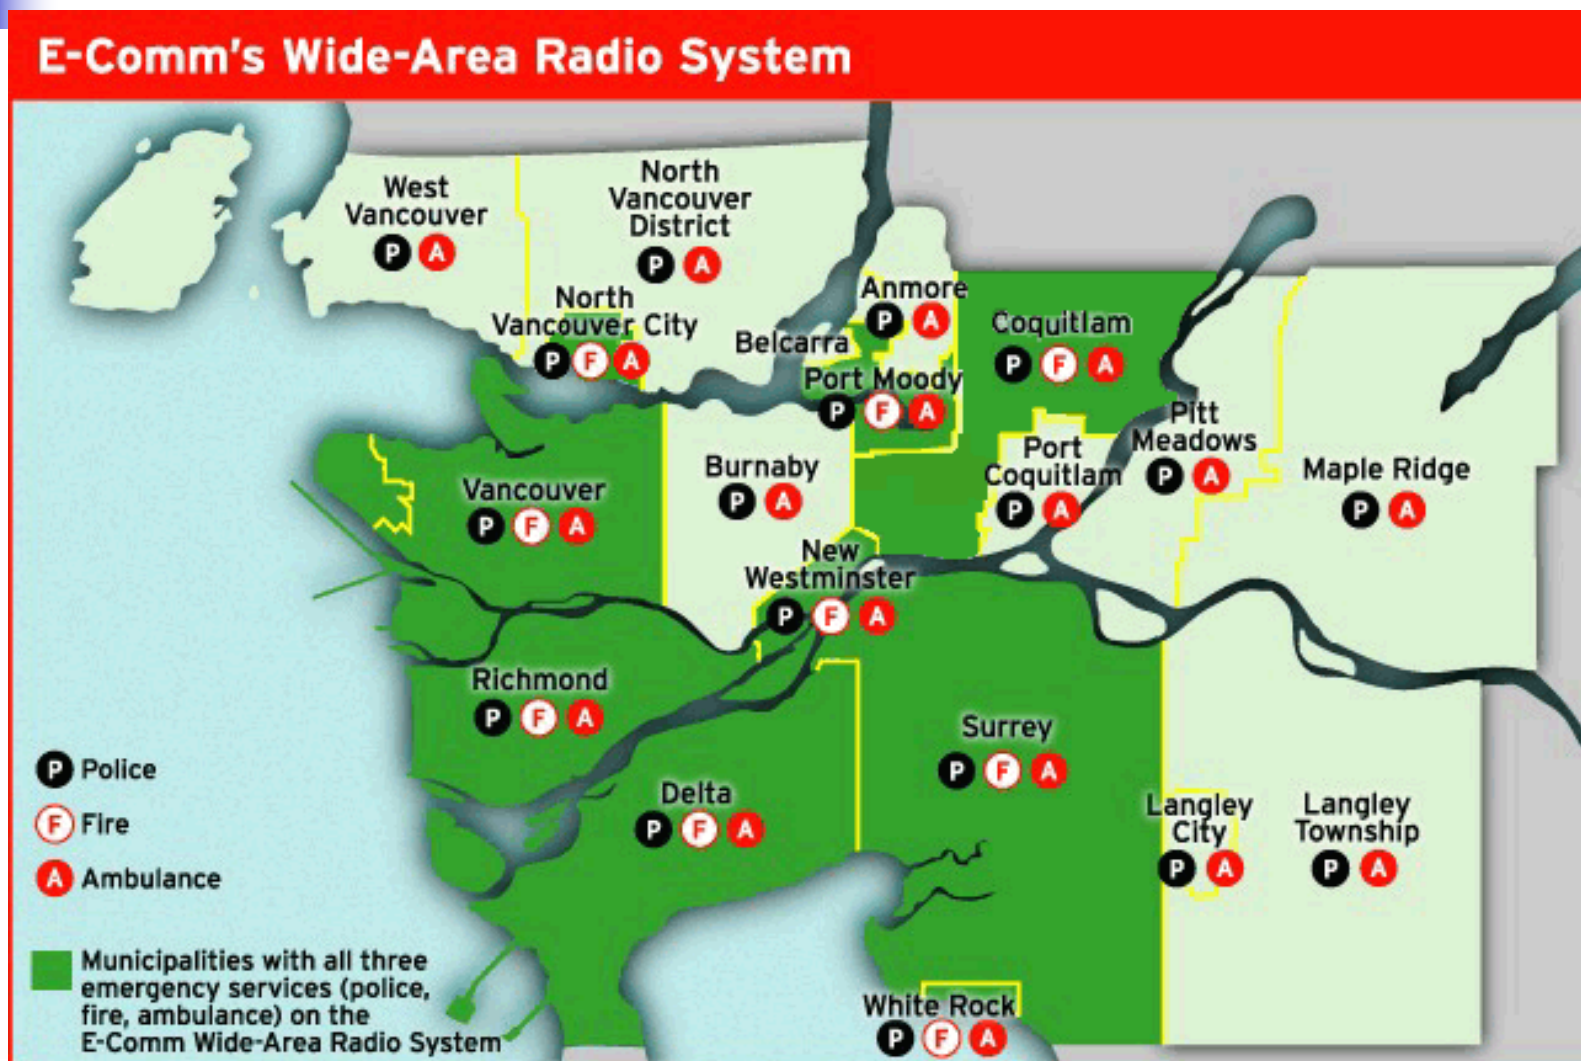 E-Comm's Wide-Area Radio System
West
Vancouver
P A
North
Vancouver
District
P A
North
Vancouver City
P F A
Anmore
P A
Belcarra
Port Moody
P F A
Coquitlam
P F A
Port
Coquitlam
P A
Pitt
Meadows
P A
Maple Ridge
P A
Burnaby
P A
Vancouver
P F A
New
Westminster
P F A
Richmond
P F A
Delta
P F A
Surrey
P F A
Langley
City
P A
Langley
Township
P A
White Rock
P F A
P Police
F Fire
A Ambulance
Municipalities with all three
emergency services (police,
fire, ambulance) on the
E-Comm Wide-Area Radio System